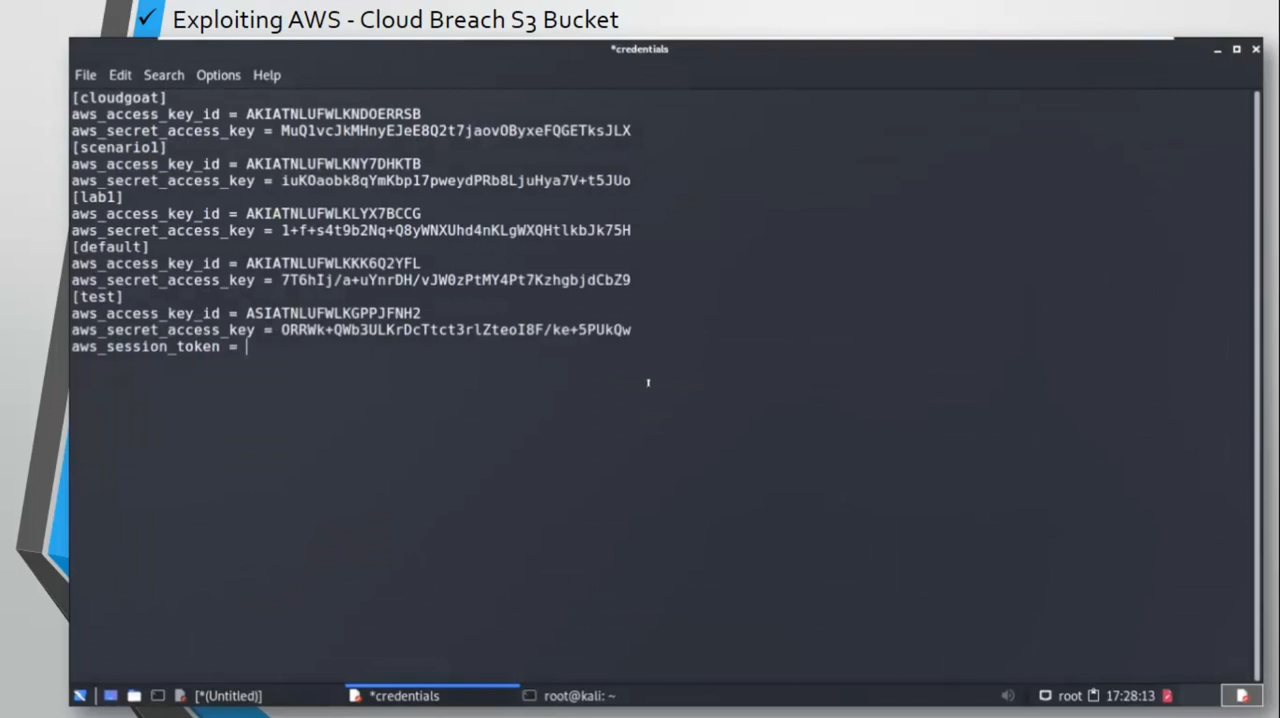 ✓ Exploiting AWS - Cloud Breach S3 Bucket
*credentials
File Edit Search Options Help
[cloudgoat]
aws_access_key_id = AKIATNLUFWLKNDOERRSB
aws_secret_access_key = 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
[scenario1]
aws_access_key_id = AKIATNLUFWLKNY7DHKTB
aws_secret_access_key = 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
[lab1]
aws_access_key_id = AKIATNLUFWLKLYX7BCCG
aws_secret_access_key = 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
[default]
aws_access_key_id = AKIATNLUFWLKKK6Q2YFL
aws_secret_access_key = 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
[test]
aws_access_key_id = ASIATNLUFWLKGPPJFNH2
aws_secret_access_key = ORRWk+QWb3ULKrDcTtct3rlZteoI8F/ke+5PUkQw
aws_session_token =
[*(Untitled)] *credentials root@kali: ~ root 17:28:13